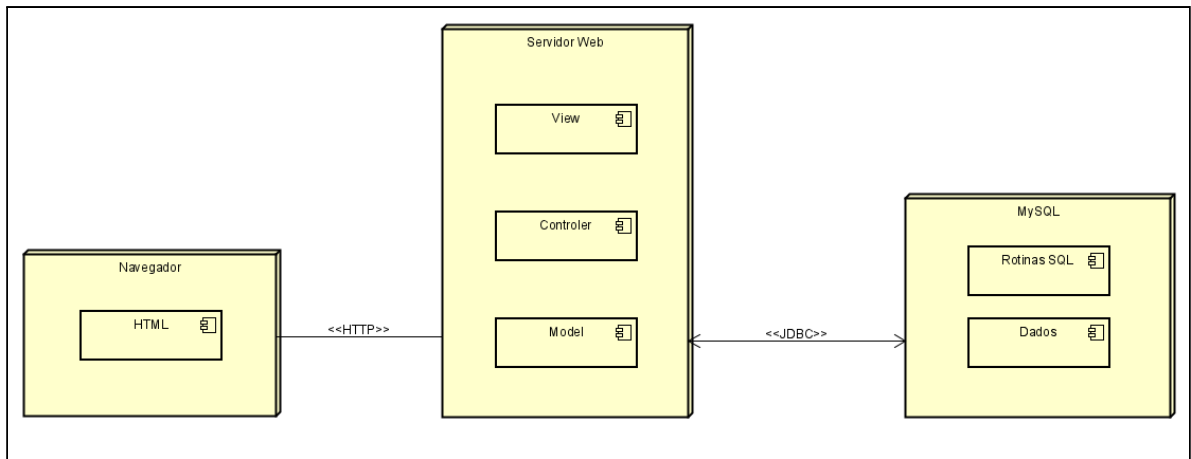 Navegador
HTML
<<HTTP>>
Servidor Web
View
Controler
Model
<<JDBC>>
MySQL
Rotinas SQL
Dados